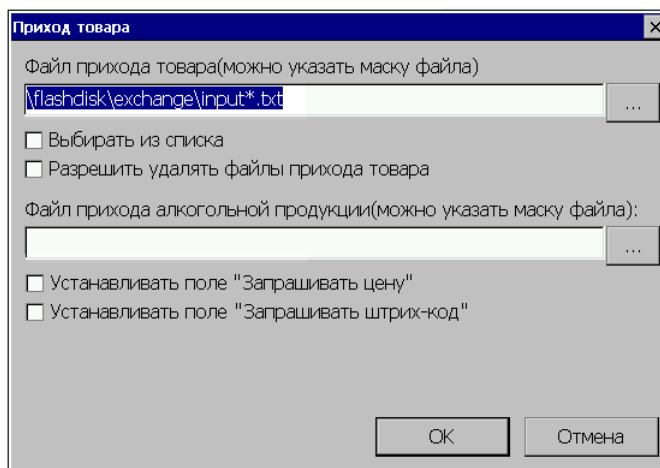 Приход товара
Файл прихода товара(можно указать маску файла)
\flashdisk\exchange\input*.txt
...
Выбирать из списка
Разрешить удалять файлы прихода товара
Файл прихода алкогольной продукции(можно указать маску файла):
...
Устанавливать поле "Запрашивать цену"
Устанавливать поле "Запрашивать штрих-код"
OK
Отмена